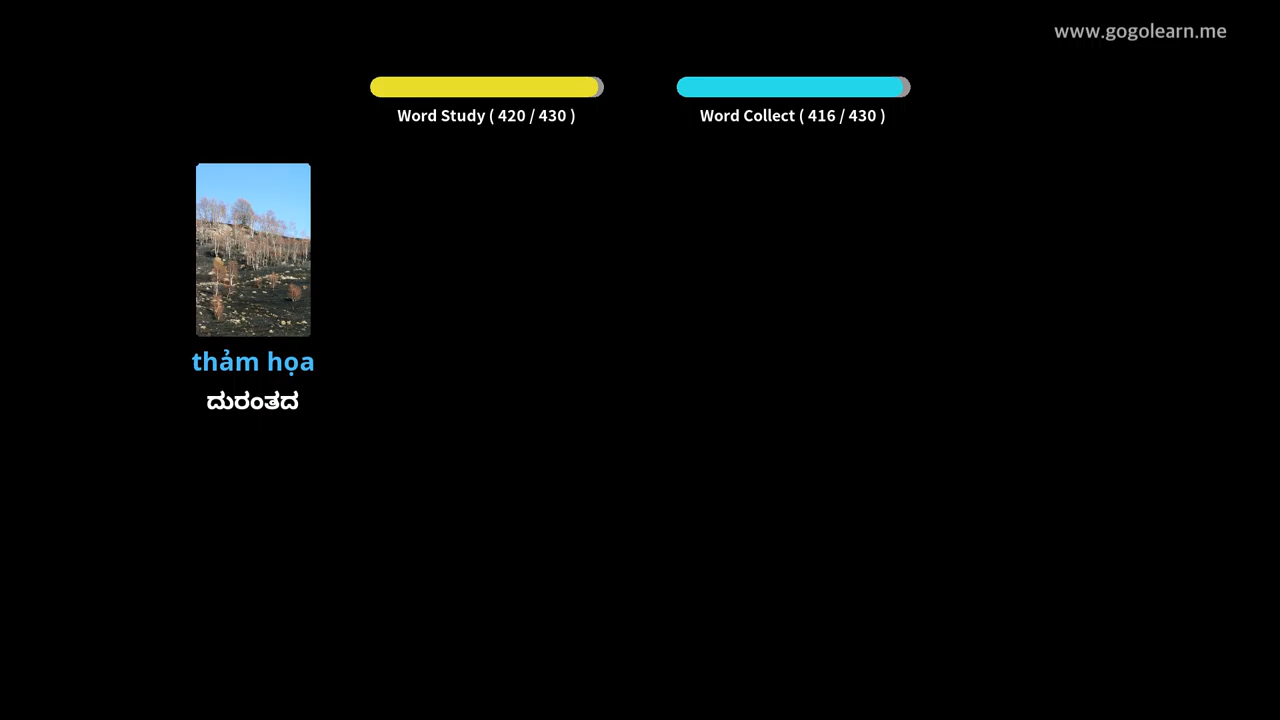 www.gogolearn.me
Word Study ( 420 / 430 )
Word Collect ( 416 / 430 )
thảm họa
ದುರಂತದ